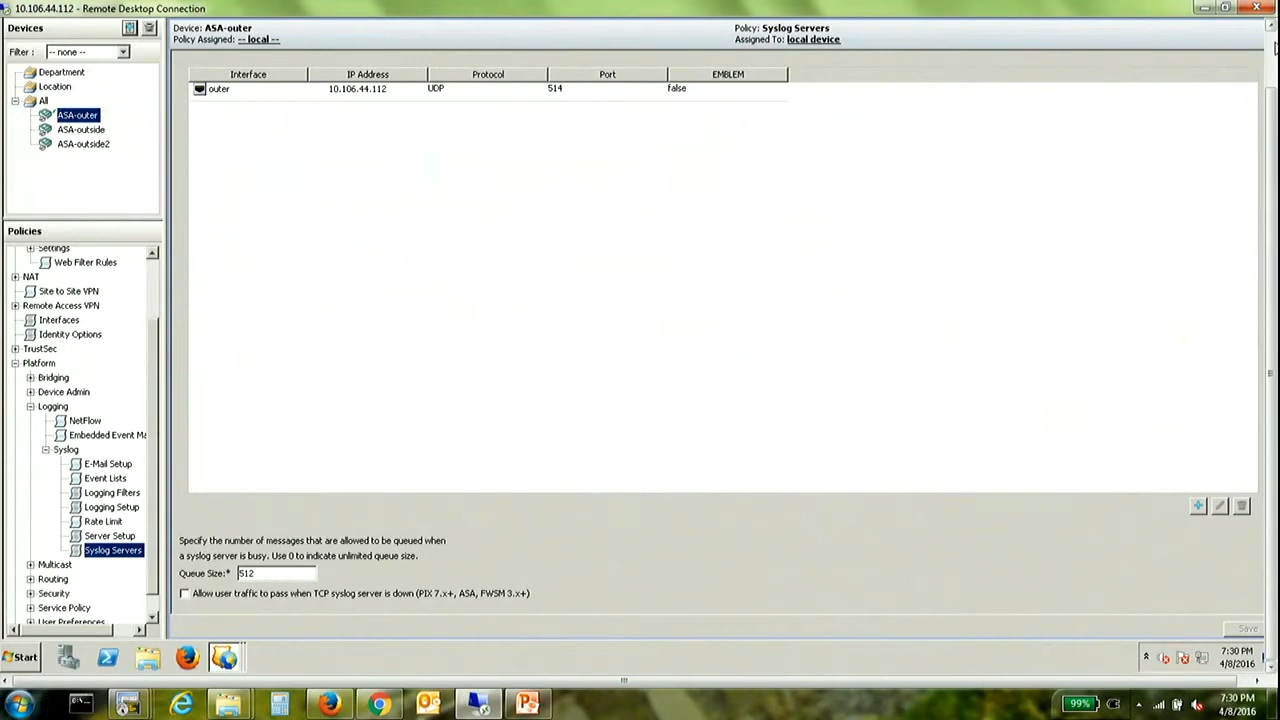 10.106.44.112 - Remote Desktop Connection
Devices
Filter : -- none --
Department
Location
All
ASA-outer
ASA-outside
ASA-outside2
Policies
Settings
Web Filter Rules
NAT
Site to Site VPN
Remote Access VPN
Interfaces
Identity Options
TrustSec
Platform
Bridging
Device Admin
Logging
NetFlow
Embedded Event Ma
Syslog
E-Mail Setup
Event Lists
Logging Filters
Logging Setup
Rate Limit
Server Setup
Syslog Servers
Multicast
Routing
Security
Service Policy
User Preferences
Device: ASA-outer Policy: Syslog Servers
Policy Assigned: -- local -- Assigned To: local device
Interface IP Address Protocol Port EMBLEM
outer 10.106.44.112 UDP 514 false
Specify the number of messages that are allowed to be queued when
a syslog server is busy. Use 0 to indicate unlimited queue size.
Queue Size:* 512
Allow user traffic to pass when TCP syslog server is down (PIX 7.x+, ASA, FWSM 3.x+)
Save
Start
7:30 PM
4/8/2016
99%
7:30 PM
4/8/2016